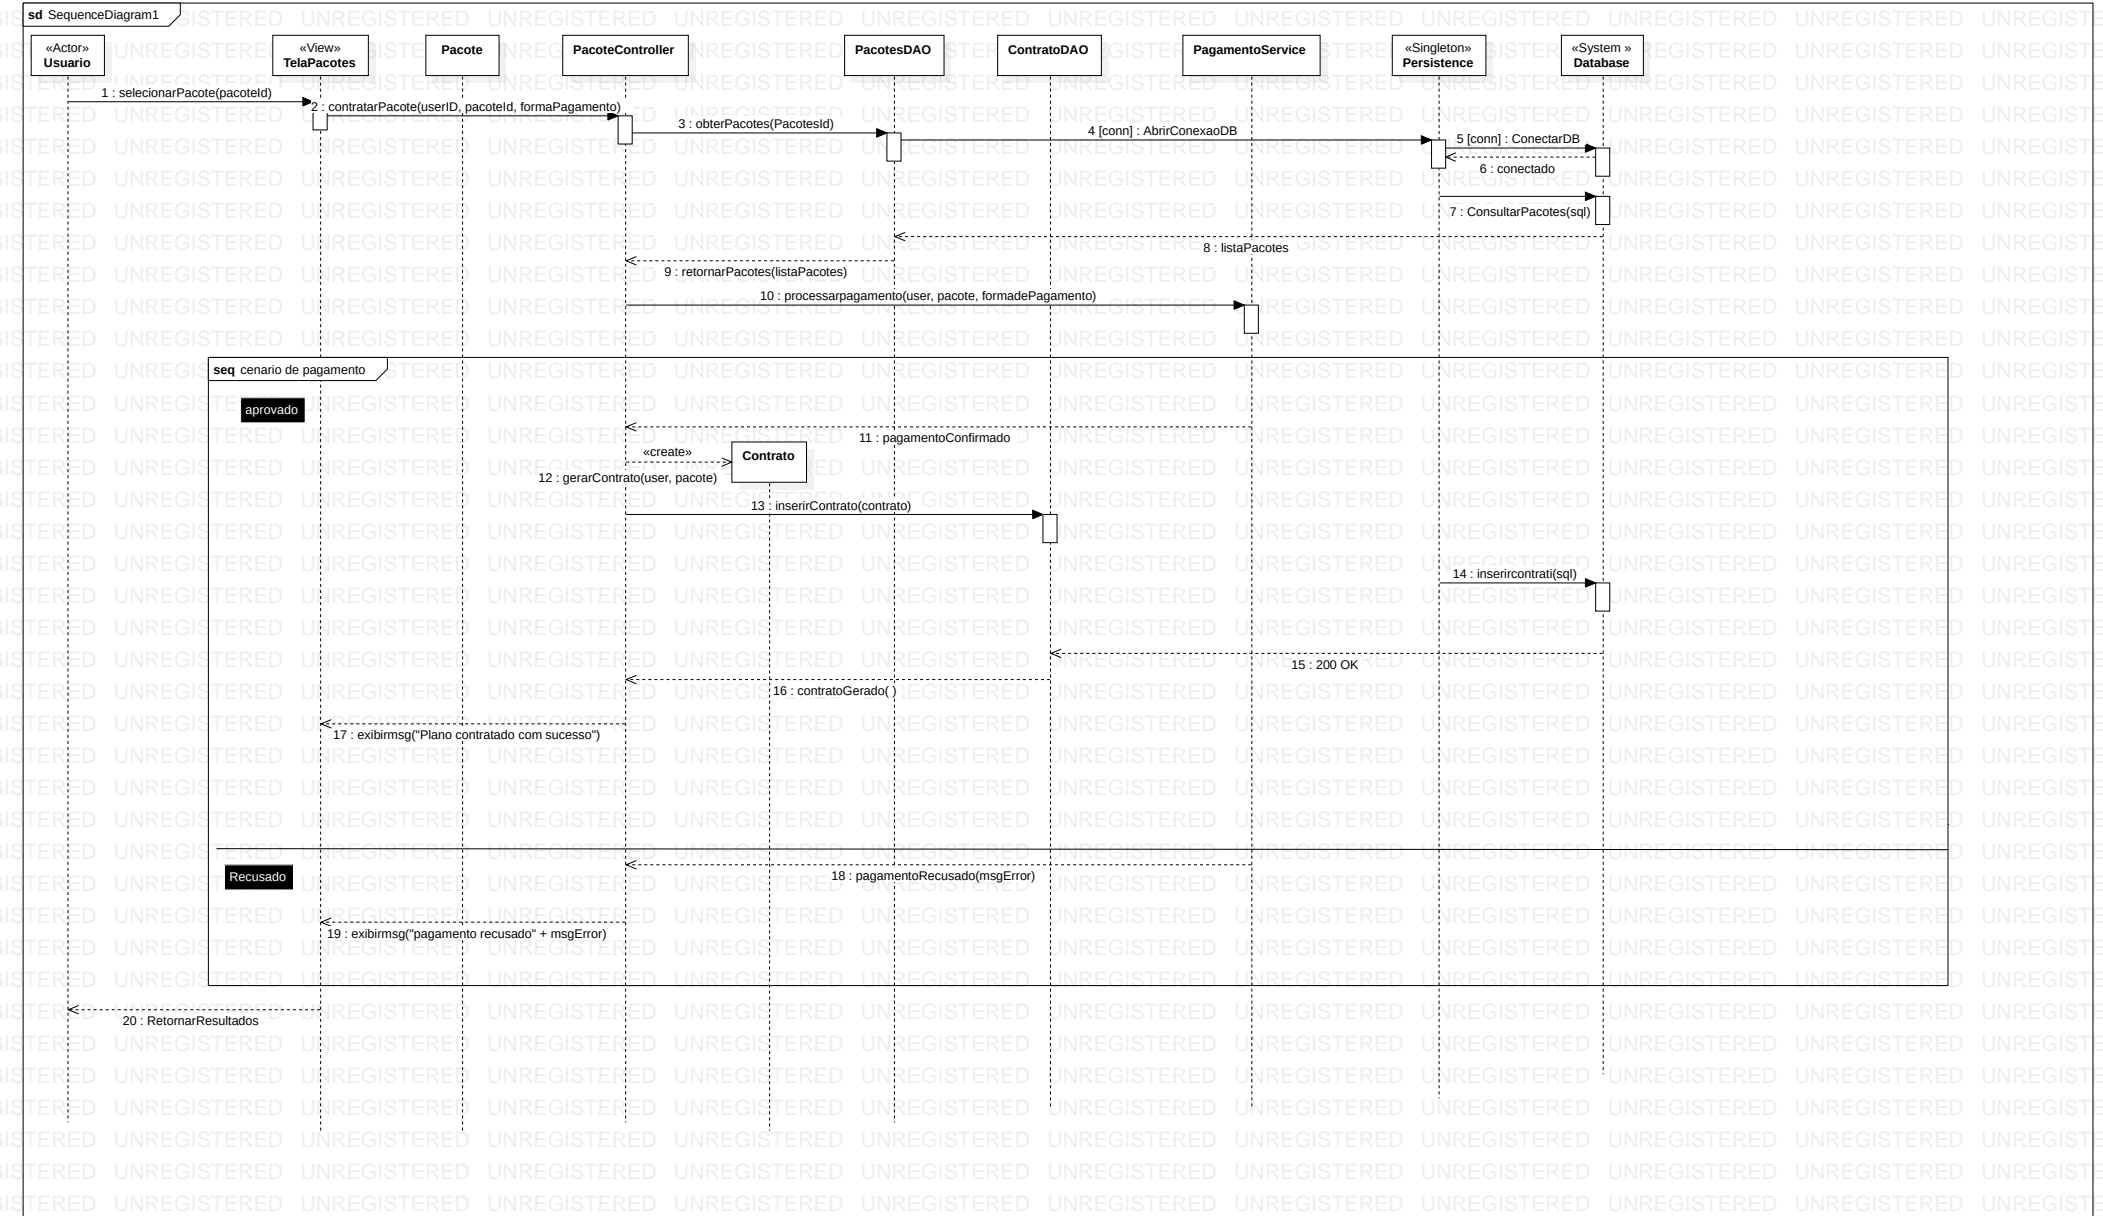 sd SequenceDiagram1
«Actor»
Usuario
«View»
TelaPacotes
Pacote
PacoteController
PacotesDAO
ContratoDAO
PagamentoService
«Singleton»
Persistence
«System »
Database
1 : selecionarPacote(pacoteId)
2 : contratarPacote(userID, pacoteId, formaPagamento)
3 : obterPacotes(PacotesId)
4 [conn] : AbrirConexaoDB
5 [conn] : ConectarDB
6 : conectado
7 : ConsultarPacotes(sql)
8 : listaPacotes
9 : retornarPacotes(listaPacotes)
10 : processarpagamento(user, pacote, formadePagamento)
seq cenario de pagamento
aprovado
11 : pagamentoConfirmado
«create»
Contrato
12 : gerarContrato(user, pacote)
13 : inserirContrato(contrato)
14 : inserircontrati(sql)
15 : 200 OK
16 : contratoGerado( )
17 : exibirmsg("Plano contratado com sucesso")
Recusado
18 : pagamentoRecusado(msgError)
19 : exibirmsg("pagamento recusado" + msgError)
20 : RetornarResultados
UNREGISTERED